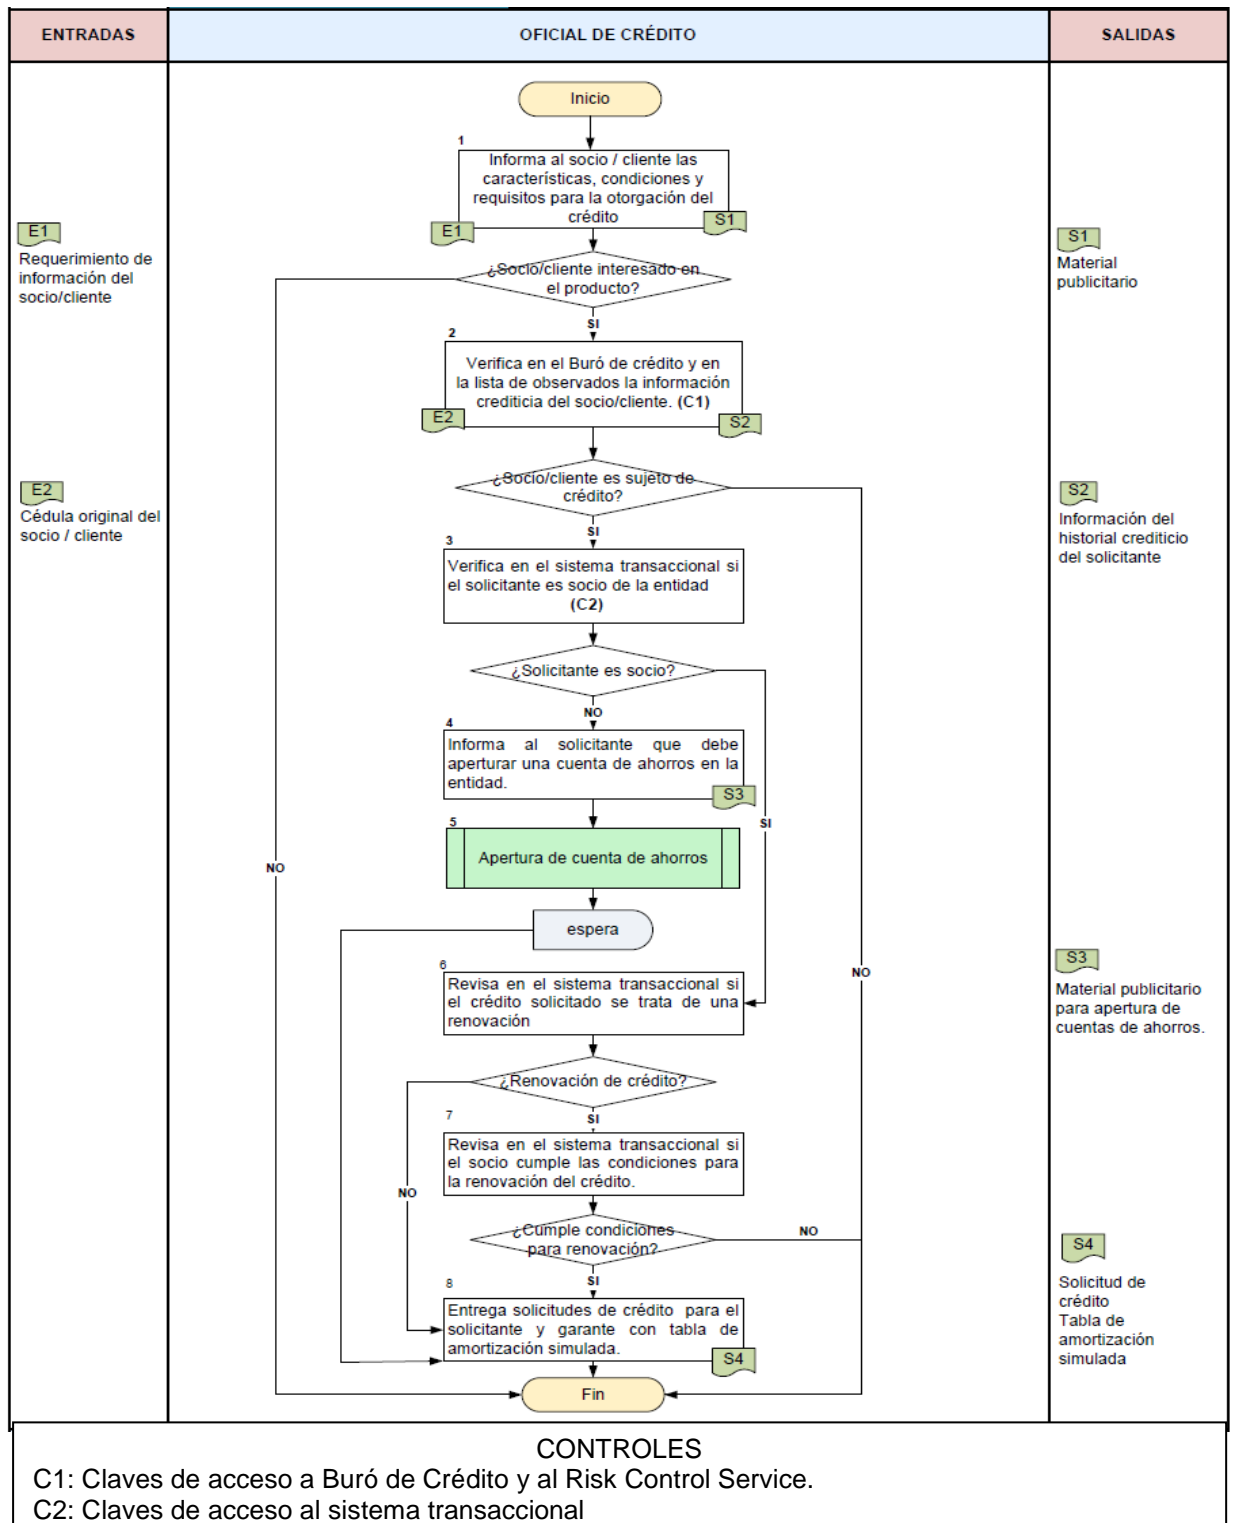 ENTRADAS
OFICIAL DE CRÉDITO
SALIDAS
Inicio
1
Informa al socio / cliente las
características, condiciones y
requisitos para la otorgación del
crédito
E1
S1
E1
Requerimiento de
información del
socio/cliente
S1
Material
publicitario
¿Socio/cliente interesado en
el producto?
SI
2
Verifica en el Buró de crédito y en
la lista de observados la información
crediticia del socio/cliente. (C1)
E2
S2
¿Socio/cliente es sujeto de
crédito?
E2
Cédula original del
socio / cliente
S2
Información del
historial crediticio
del solicitante
SI
3
Verifica en el sistema transaccional si
el solicitante es socio de la entidad
(C2)
¿Solicitante es socio?
NO
4
Informa al solicitante que debe
aperturar una cuenta de ahorros en la
entidad.
S3
SI
5
Apertura de cuenta de ahorros
NO
espera
6
Revisa en el sistema transaccional si
el crédito solicitado se trata de una
renovación
NO
S3
Material publicitario
para apertura de
cuentas de ahorros.
¿Renovación de crédito?
SI
7
Revisa en el sistema transaccional si
el socio cumple las condiciones para
la renovación del crédito.
NO
¿Cumple condiciones
para renovación?
NO
SI
8
Entrega solicitudes de crédito para el
solicitante y garante con tabla de
amortización simulada.
S4
S4
Solicitud de
crédito
Tabla de
amortización
simulada
Fin
CONTROLES
C1: Claves de acceso a Buró de Crédito y al Risk Control Service.
C2: Claves de acceso al sistema transaccional